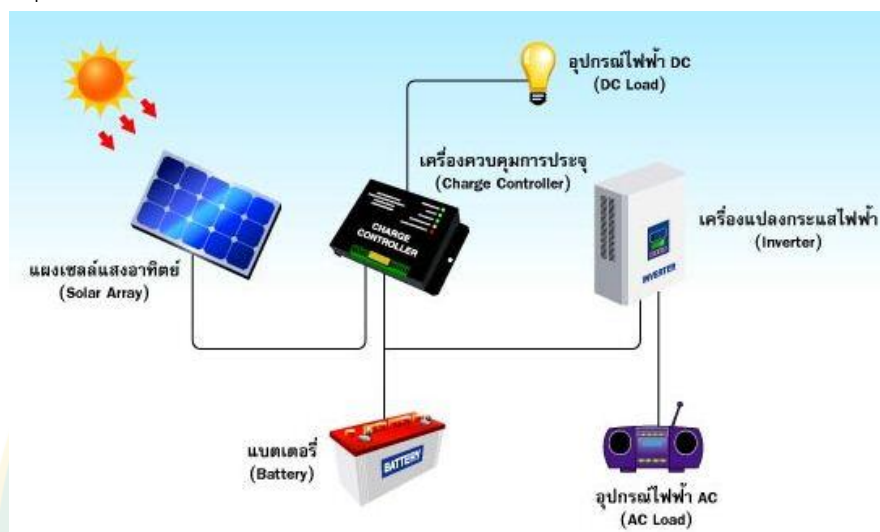 อุปกรณ์ไฟฟ้า DC
(DC Load)
เครื่องควบคุมการประจุ
(Charge Controller)
CHARGE
CONTROLLER
เครื่องแปลงกระแสไฟฟ้า
(Inverter)
INVERTER
แผงเซลล์แสงอาทิตย์
(Solar Array)
แบตเตอรี่
(Battery)
BATTERY
อุปกรณ์ไฟฟ้า AC
(AC Load)